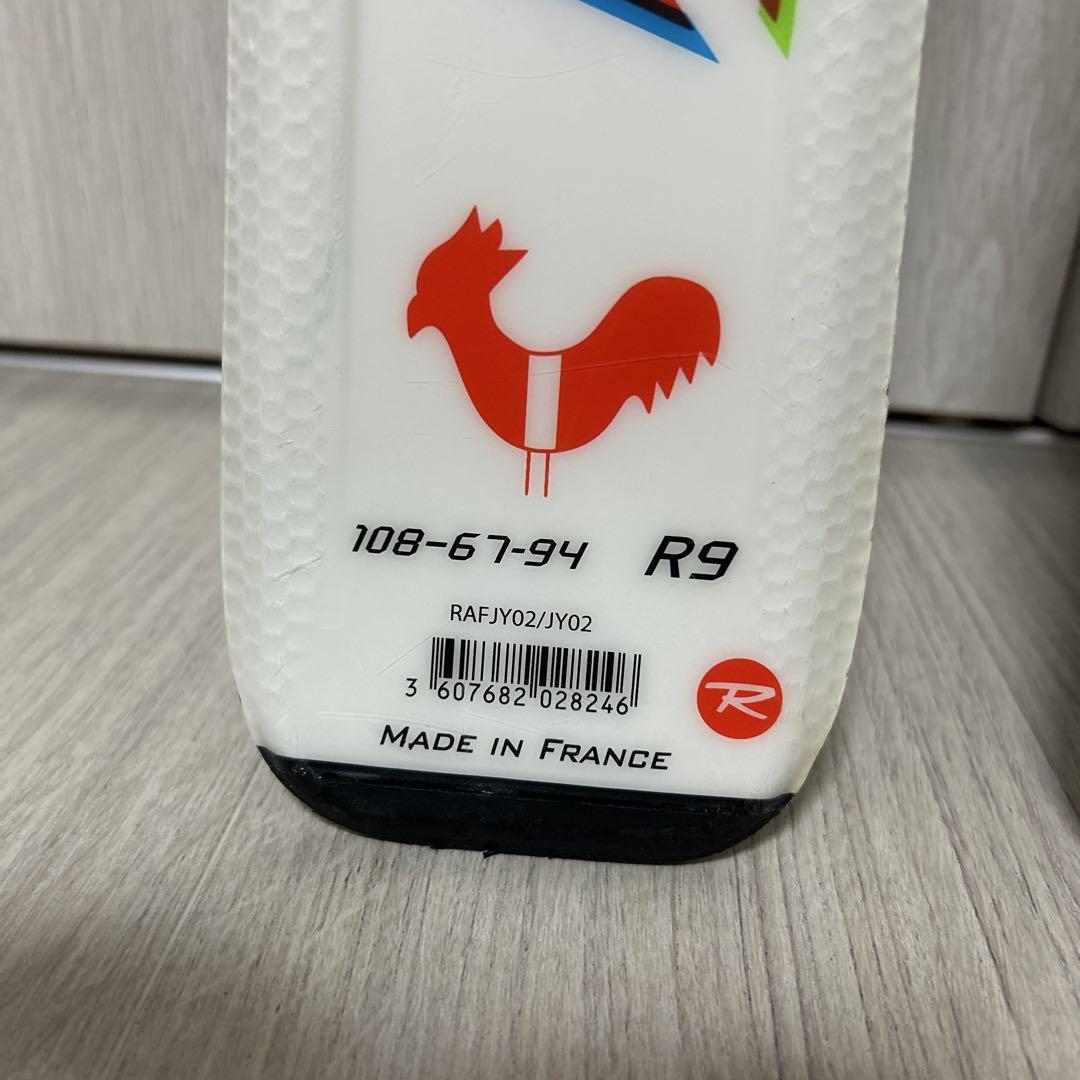 108-67-94 R9
RAFJY02/JY02
3 607682 028246
R
MADE IN FRANCE